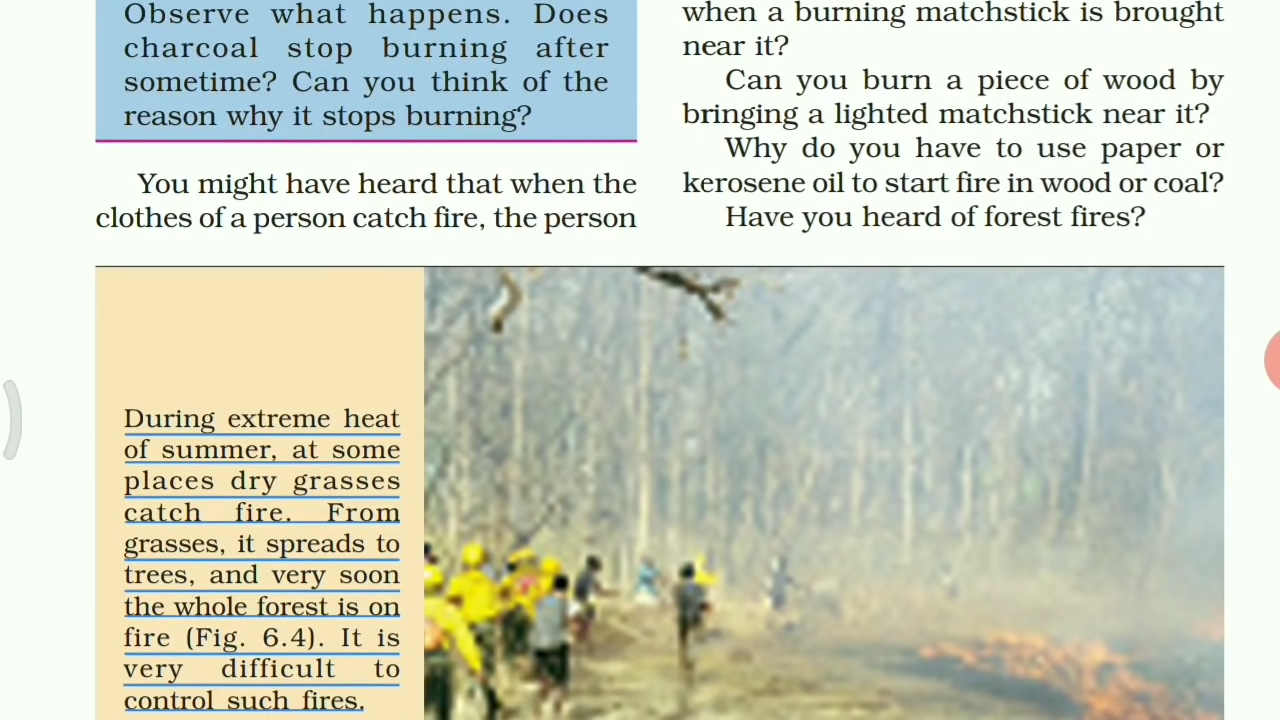 Observe what happens. Does
charcoal stop burning after
sometime? Can you think of the
reason why it stops burning?
You might have heard that when the
clothes of a person catch fire, the person
when a burning matchstick is brought
near it?
Can you burn a piece of wood by
bringing a lighted matchstick near it?
Why do you have to use paper or
kerosene oil to start fire in wood or coal?
Have you heard of forest fires?
During extreme heat
of summer, at some
places dry grasses
catch fire. From
grasses, it spreads to
trees, and very soon
the whole forest is on
fire (Fig. 6.4). It is
very difficult to
control such fires.